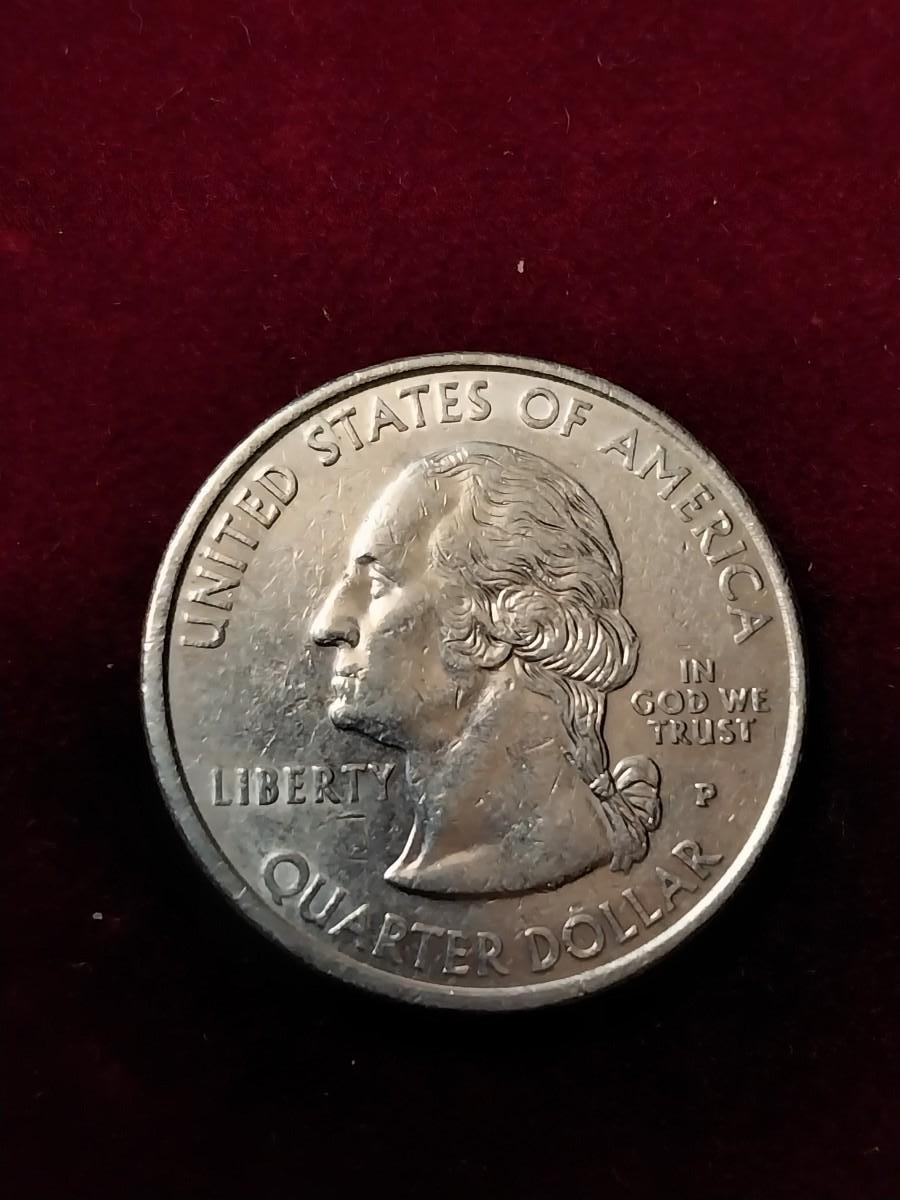 UNITED STATES OF AMERICA
IN
GOD WE
TRUST
LIBERTY
P
QUARTER DOLLAR